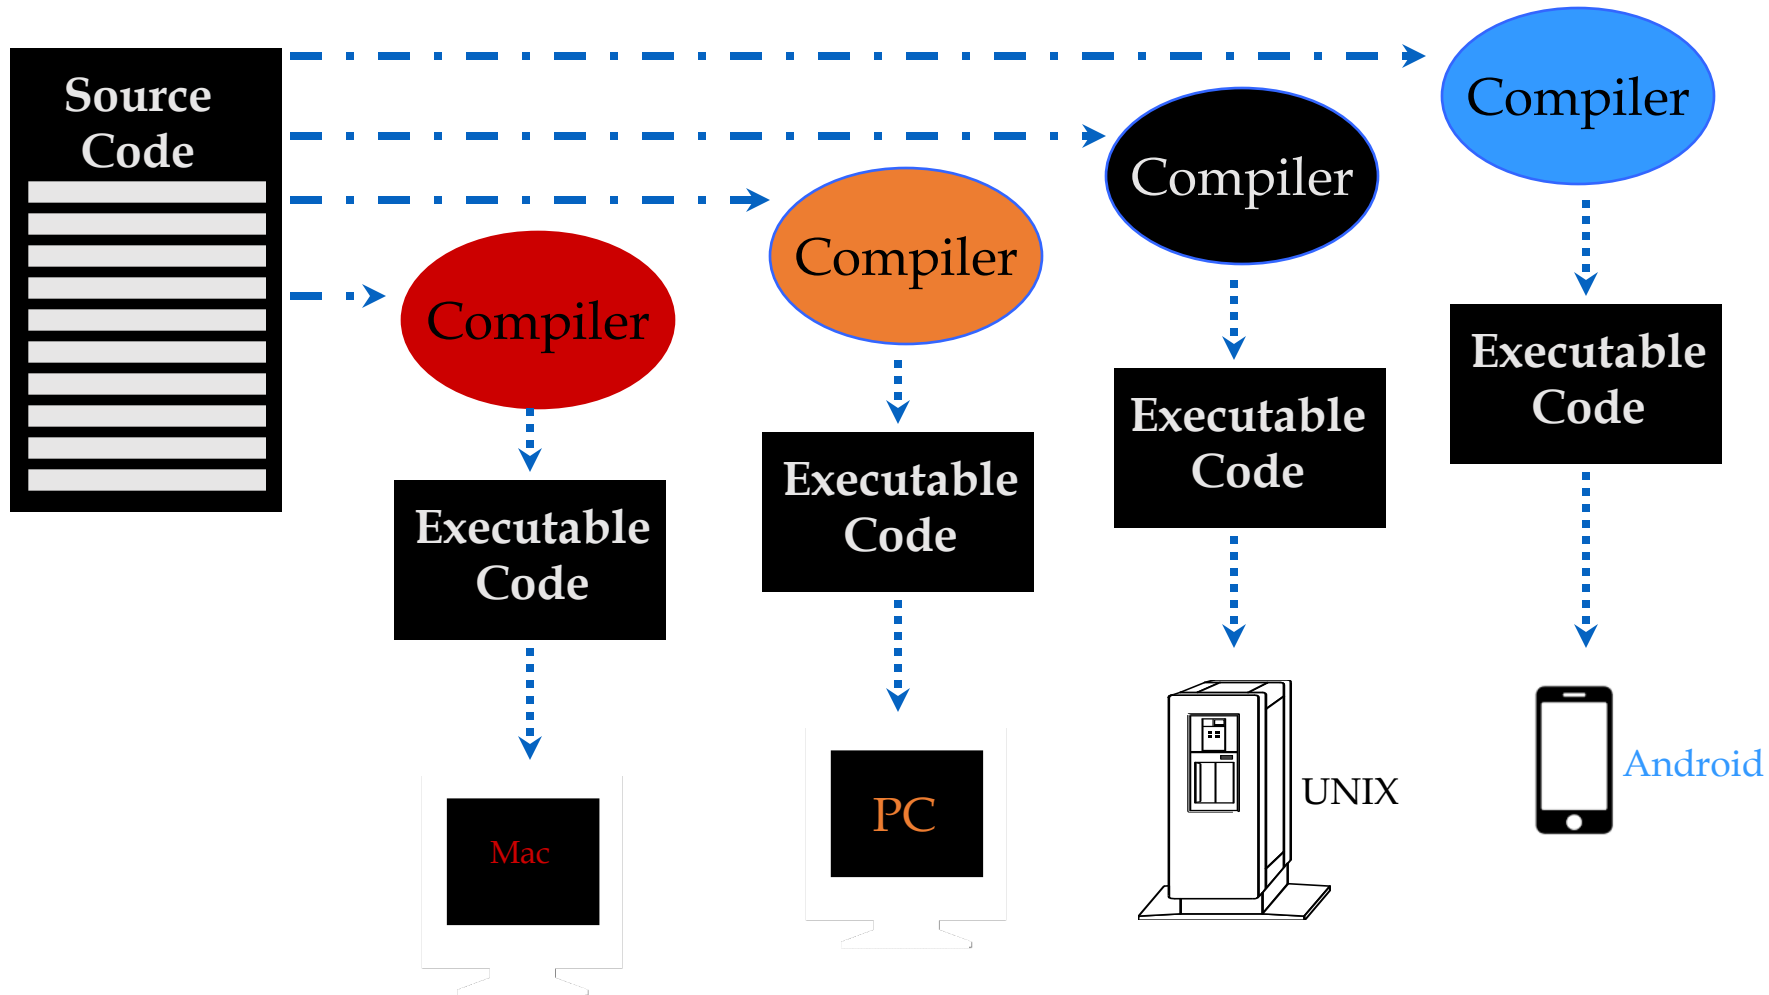 Source
Code
Compiler
Compiler
Compiler
Compiler
Executable
Code
Executable
Code
Executable
Code
Executable
Code
Mac
PC
UNIX
Android